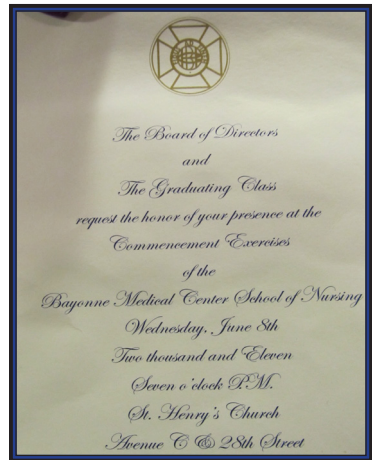 The Board of Directors
and
The Graduating Class
request the honor of your presence at the
Commencement Exercises
of the
Bayonne Medical Center School of Nursing
Wednesday, June 8th
Two thousand and Eleven
Seven o'clock P.M.
St. Henry's Church
Avenue C & 28th Street